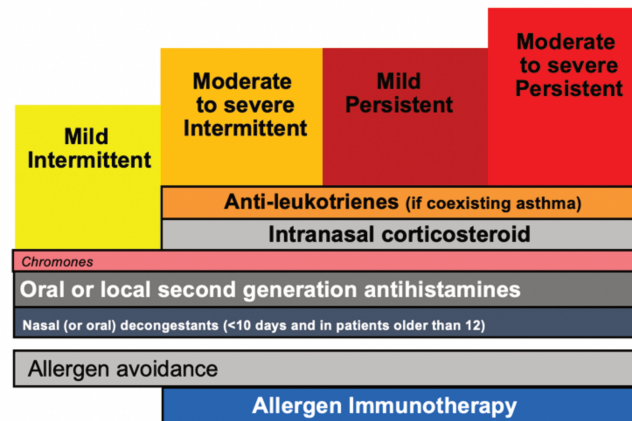 Mild
Intermittent
Moderate
to severe
Intermittent
Mild
Persistent
Moderate
to severe
Persistent
Anti-leukotrienes (if coexisting asthma)
Intranasal corticosteroid
Chromones
Oral or local second generation antihistamines
Nasal (or oral) decongestants (<10 days and in patients older than 12)
Allergen avoidance
Allergen Immunotherapy